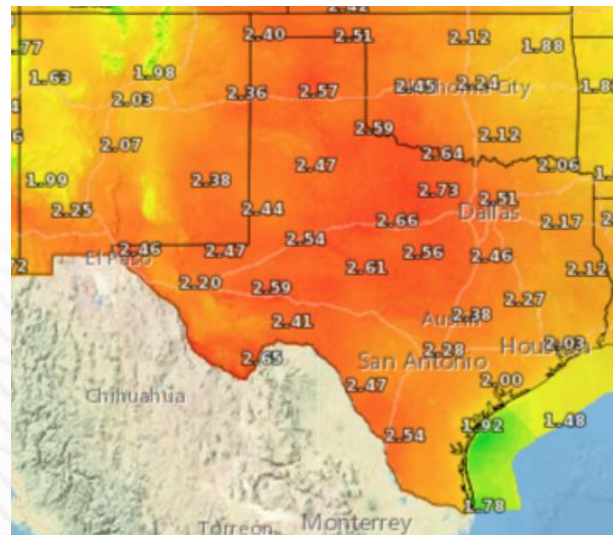 2.42
2.40 2.51 2.12 1.88
.77
1.63 1.98 2.03 2.36 2.57 2.45 2.24
Oklahoma City
2.59 2.12
2.07 2.47 2.64 2.06
1.99 2.38 2.73 2.51
2.25 2.44 2.66 Dallas 2.17
2.46 2.47 2.54 2.56 2.46
El Paso
2.20 2.59 2.61 2.12
2.27
2.41 2.38
Austin
2.65 2.28 2.03
San Antonio Houston
2.47 2.00
Chihuahua
1.92 1.48
2.54
1.78
Torreon Monterrey